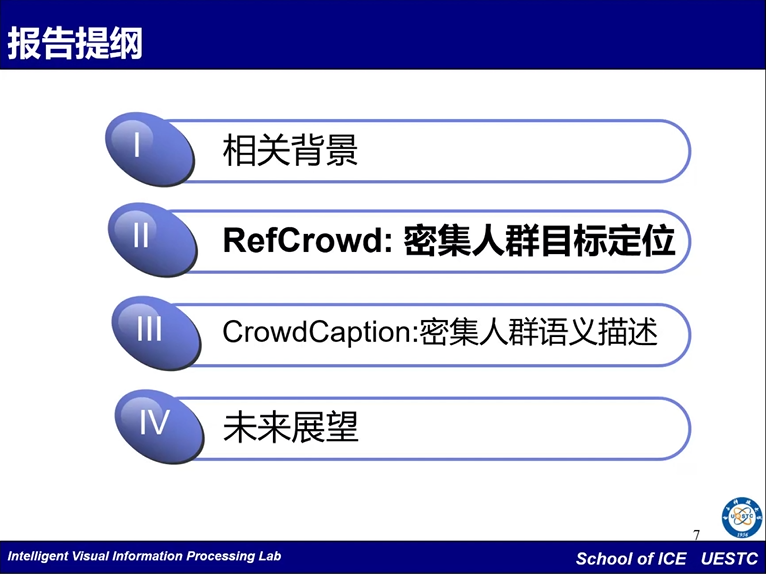 报告提纲
I
相关背景
II
RefCrowd: 密集人群目标定位
III
CrowdCaption:密集人群语义描述
IV
未来展望
UESTC
1956
7
Intelligent Visual Information Processing Lab
School of ICE UESTC